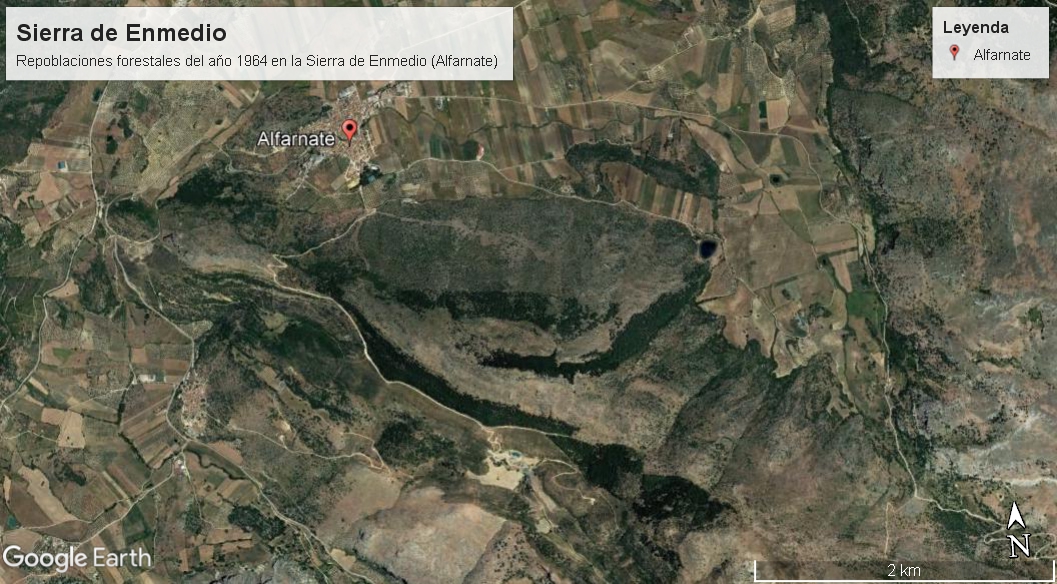 Sierra de Enmedio
Repoblaciones forestales del año 1964 en la Sierra de Enmedio (Alfarnate)
Leyenda
Alfarnate
Alfarnate
N
Google Earth
2 km